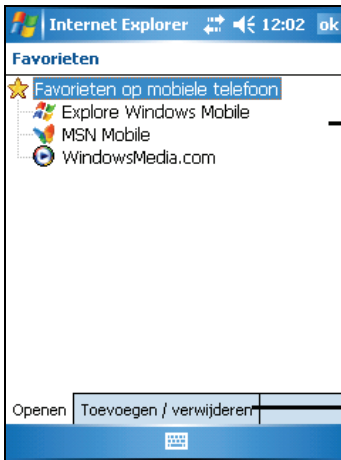 Internet Explorer 12:02 ok
Favorieten
Favorieten op mobiele telefoon
Explore Windows Mobile
MSN Mobile
WindowsMedia.com
Openen Toevoegen / verwijderen